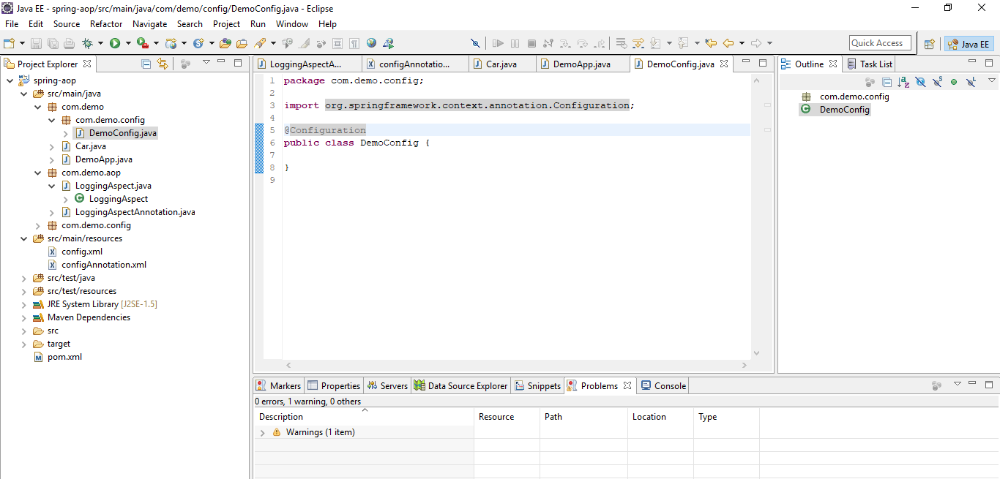 Java EE - spring-aop/src/main/java/com/demo/config/DemoConfig.java - Eclipse
File Edit Source Refactor Navigate Search Project Run Window Help
Quick Access
Java EE
Project Explorer
spring-aop
src/main/java
com.demo
com.demo.config
DemoConfig.java
Car.java
DemoApp.java
com.demo.aop
LoggingAspect.java
LoggingAspect
LoggingAspectAnnotation.java
com.demo.config
src/main/resources
config.xml
configAnnotation.xml
src/test/java
src/test/resources
JRE System Library [J2SE-1.5]
Maven Dependencies
src
target
pom.xml
LoggingAspectA... configAnnotatio... Car.java DemoApp.java DemoConfig.java
1 package com.demo.config;
2
3 import org.springframework.context.annotation.Configuration;
4
5 @Configuration
6 public class DemoConfig {
7
8 }
9
Outline Task List
com.demo.config
DemoConfig
Markers Properties Servers Data Source Explorer Snippets Problems Console
0 errors, 1 warning, 0 others
Description Resource Path Location Type
Warnings (1 item)